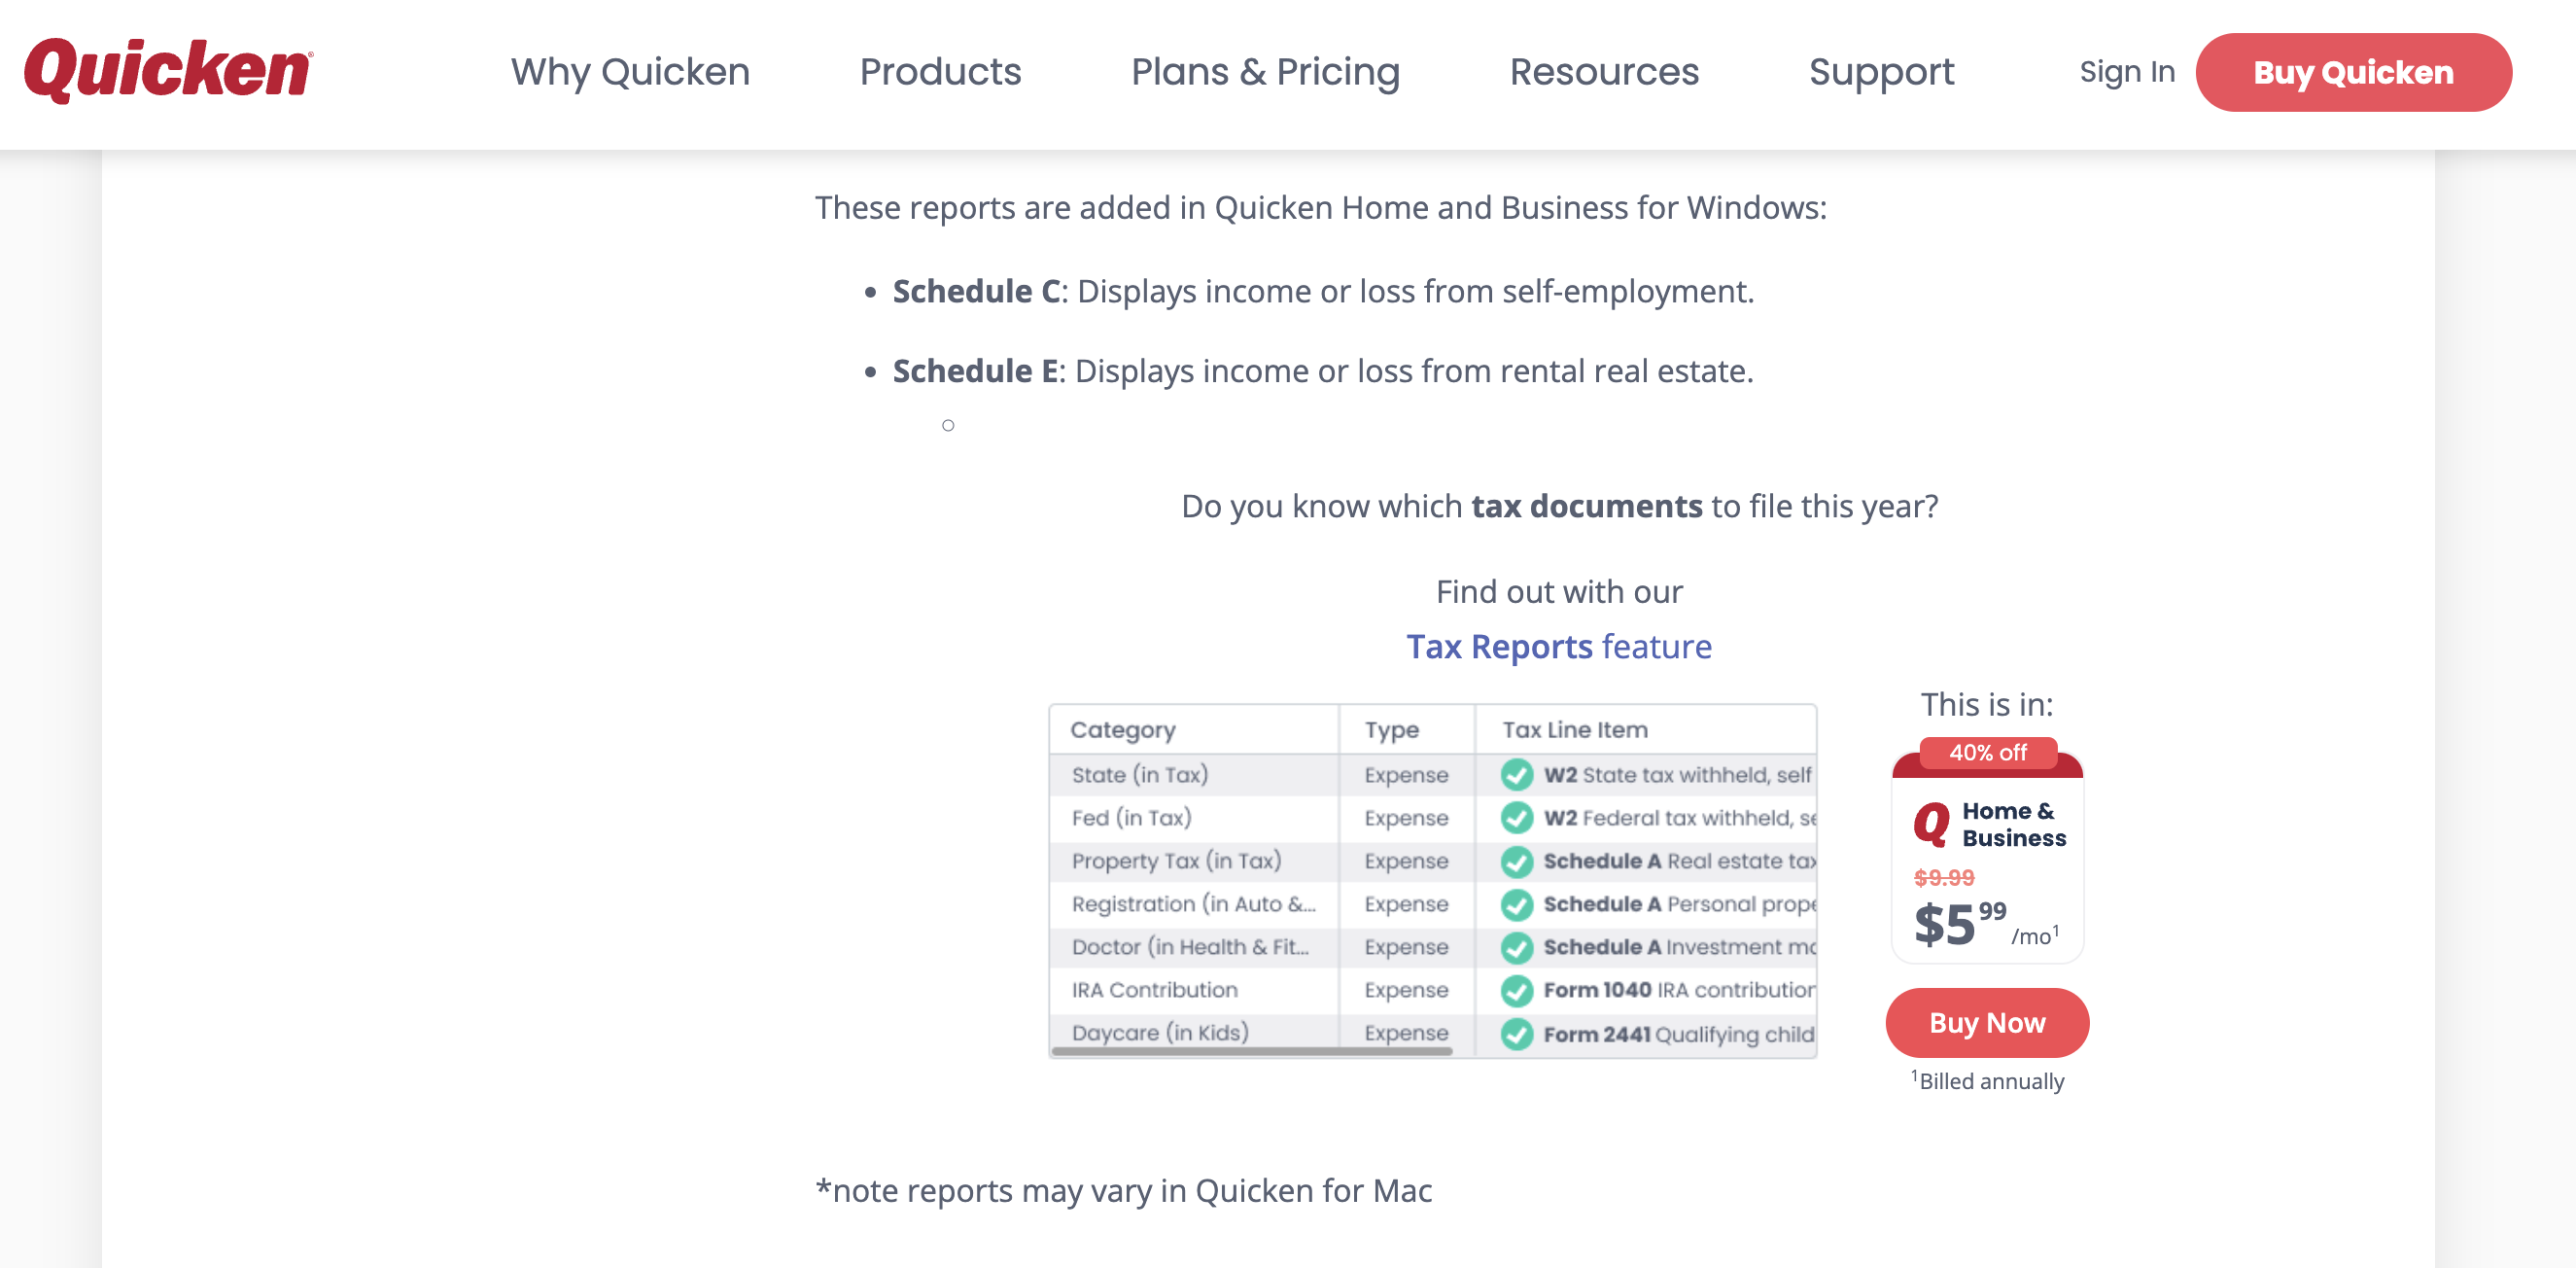 Quicken®
Why Quicken
Products
Plans & Pricing
Resources
Support
Sign In
Buy Quicken
These reports are added in Quicken Home and Business for Windows:
Schedule C: Displays income or loss from self-employment.
Schedule E: Displays income or loss from rental real estate.
Do you know which tax documents to file this year?
Find out with our
Tax Reports feature
Category Type Tax Line Item
State (in Tax) Expense W2 State tax withheld, self
Fed (in Tax) Expense W2 Federal tax withheld, se
Property Tax (in Tax) Expense Schedule A Real estate tax
Registration (in Auto &... Expense Schedule A Personal prope
Doctor (in Health & Fit... Expense Schedule A Investment mo
IRA Contribution Expense Form 1040 IRA contribution
Daycare (in Kids) Expense Form 2441 Qualifying child
This is in:
40% off
Q Home &
Business
$9.99
$5 99 /mo1
Buy Now
1Billed annually
*note reports may vary in Quicken for Mac